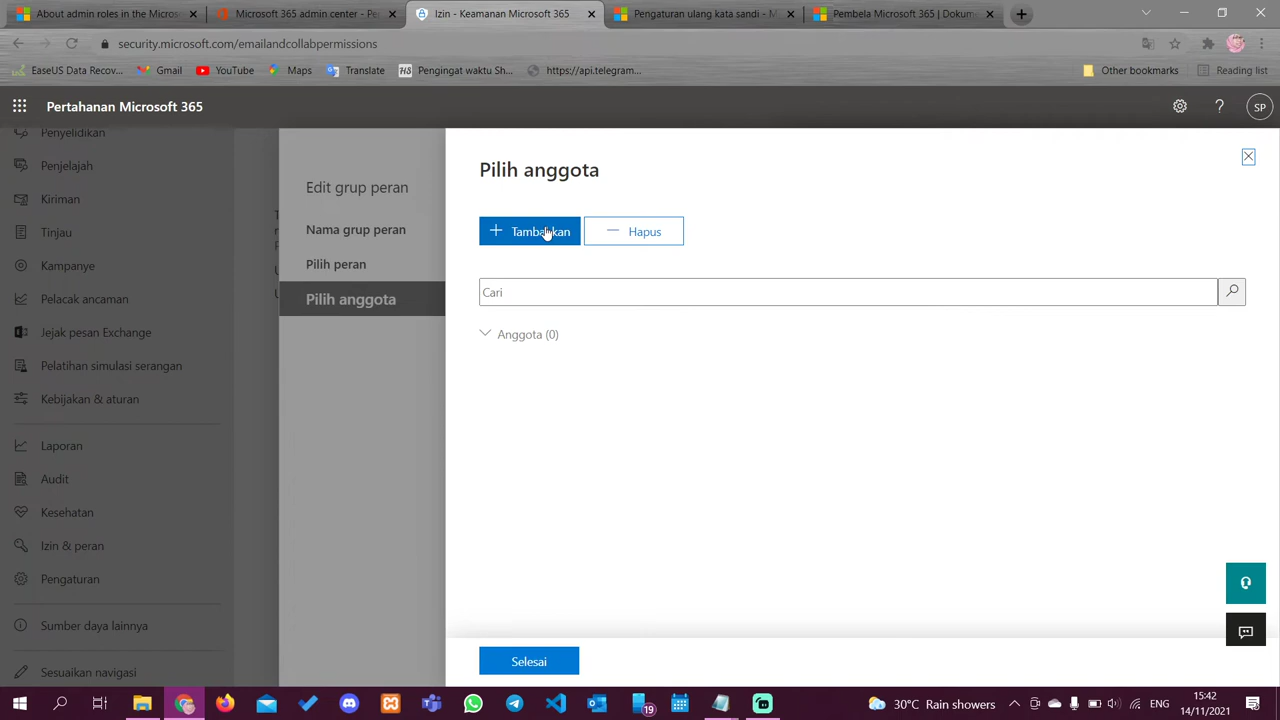 About admin roles in the Microso
Microsoft 365 admin center - Pe
Izin - Keamanan Microsoft 365
Pengaturan ulang kata sandi - M
Pembela Microsoft 365 | Dokum
security.microsoft.com/emailandcollabpermissions
EaseUS Data Recov...
Gmail
YouTube
Maps
Translate
HS
Pengingat waktu Sh...
https://api.telegram...
Other bookmarks
Reading list
Pertahanan Microsoft 365
SP
Penyelidikan
Penjelajah
Kiriman
Tinjau
Kampanye
Pelacak ancaman
Jejak pesan Exchange
Pelatihan simulasi serangan
Kebijakan & aturan
Laporan
Audit
Kesehatan
Izin & peran
Pengaturan
Sumber daya lainnya
Sesuaikan navigasi
Edit grup peran
Nama grup peran
Pilih peran
Pilih anggota
Pilih anggota
Tambahkan
Hapus
Cari
Anggota (0)
Selesai
19
30°C Rain showers
ENG
15:42
14/11/2021